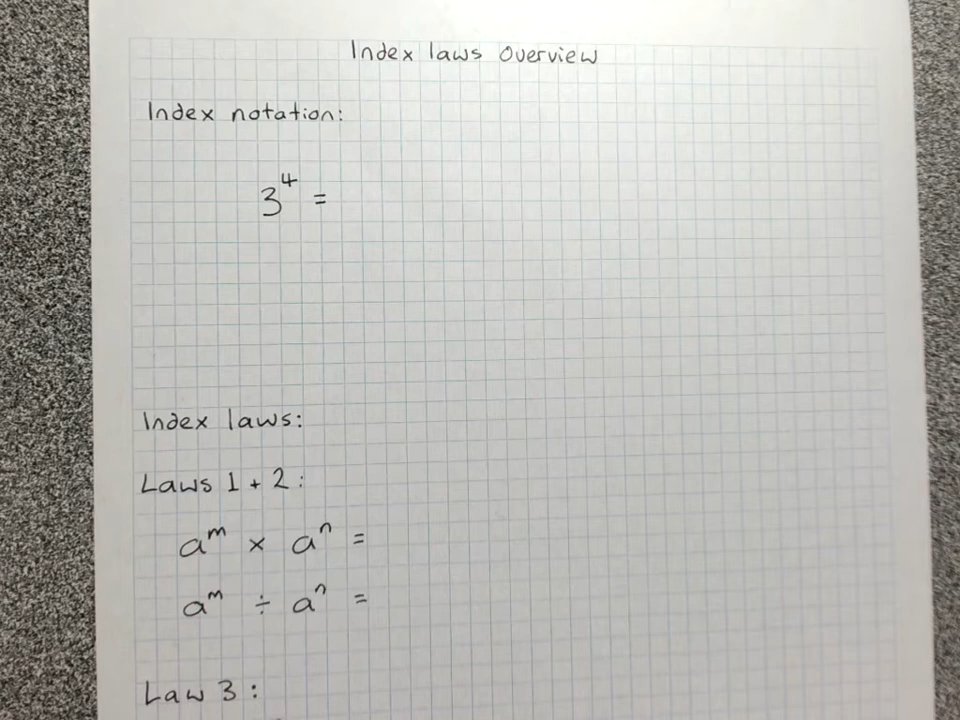 Index laws overview
Index notation:
3⁴ =
Index laws:
Laws 1 + 2:
aᵐ × aⁿ =
aᵐ ÷ aⁿ =
Law 3: